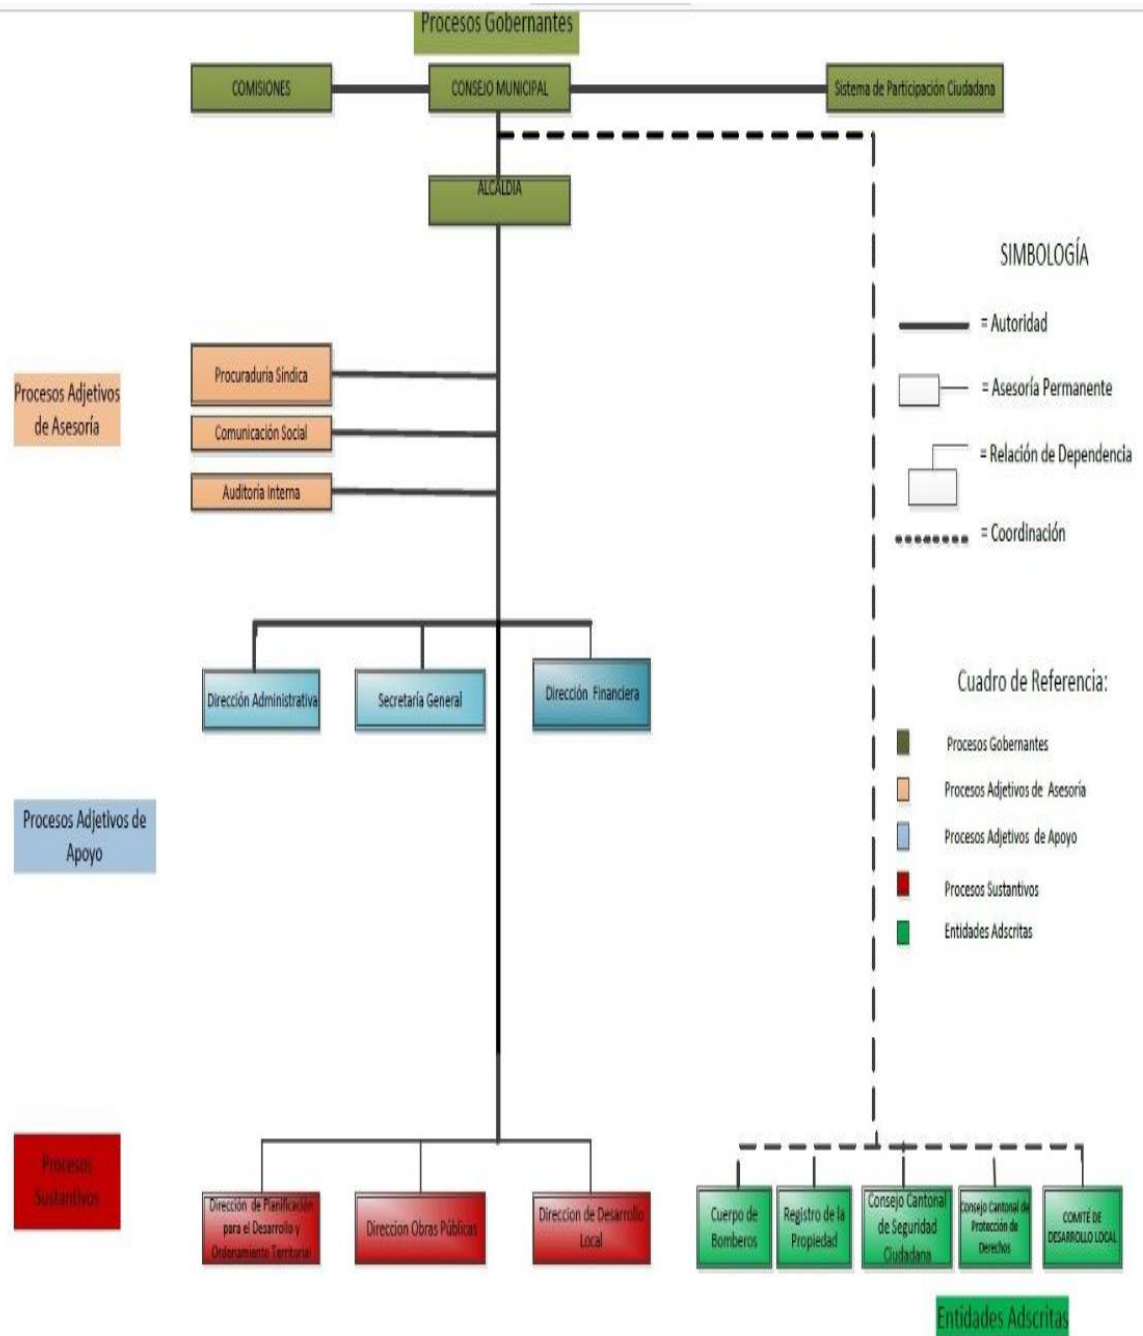 Procesos Gobernantes
COMISIONES
CONSEJO MUNICIPAL
Sistema de Participación Ciudadana
ALCALDIA
SIMBOLOGÍA
= Autoridad
= Asesoría Permanente
= Relación de Dependencia
= Coordinación
Procesos Adjetivos
de Asesoría
Procuraduría Síndica
Comunicación Social
Auditoría Interna
Dirección Administrativa
Secretaría General
Dirección Financiera
Cuadro de Referencia:
Procesos Gobernantes
Procesos Adjetivos de Asesoría
Procesos Adjetivos de Apoyo
Procesos Sustantivos
Entidades Adscritas
Procesos Adjetivos de
Apoyo
Procesos
Sustantivos
Dirección de Planificación
para el Desarrollo y
Ordenamiento Territorial
Direccion Obras Públicas
Direccion de Desarrollo
Local
Cuerpo de
Bomberos
Registro de la
Propiedad
Consejo Cantonal
de Seguridad
Ciudadana
Consejo Cantonal de
Protección de
Derechos
COMITÉ DE
DESARROLLO LOCAL
Entidades Adscritas